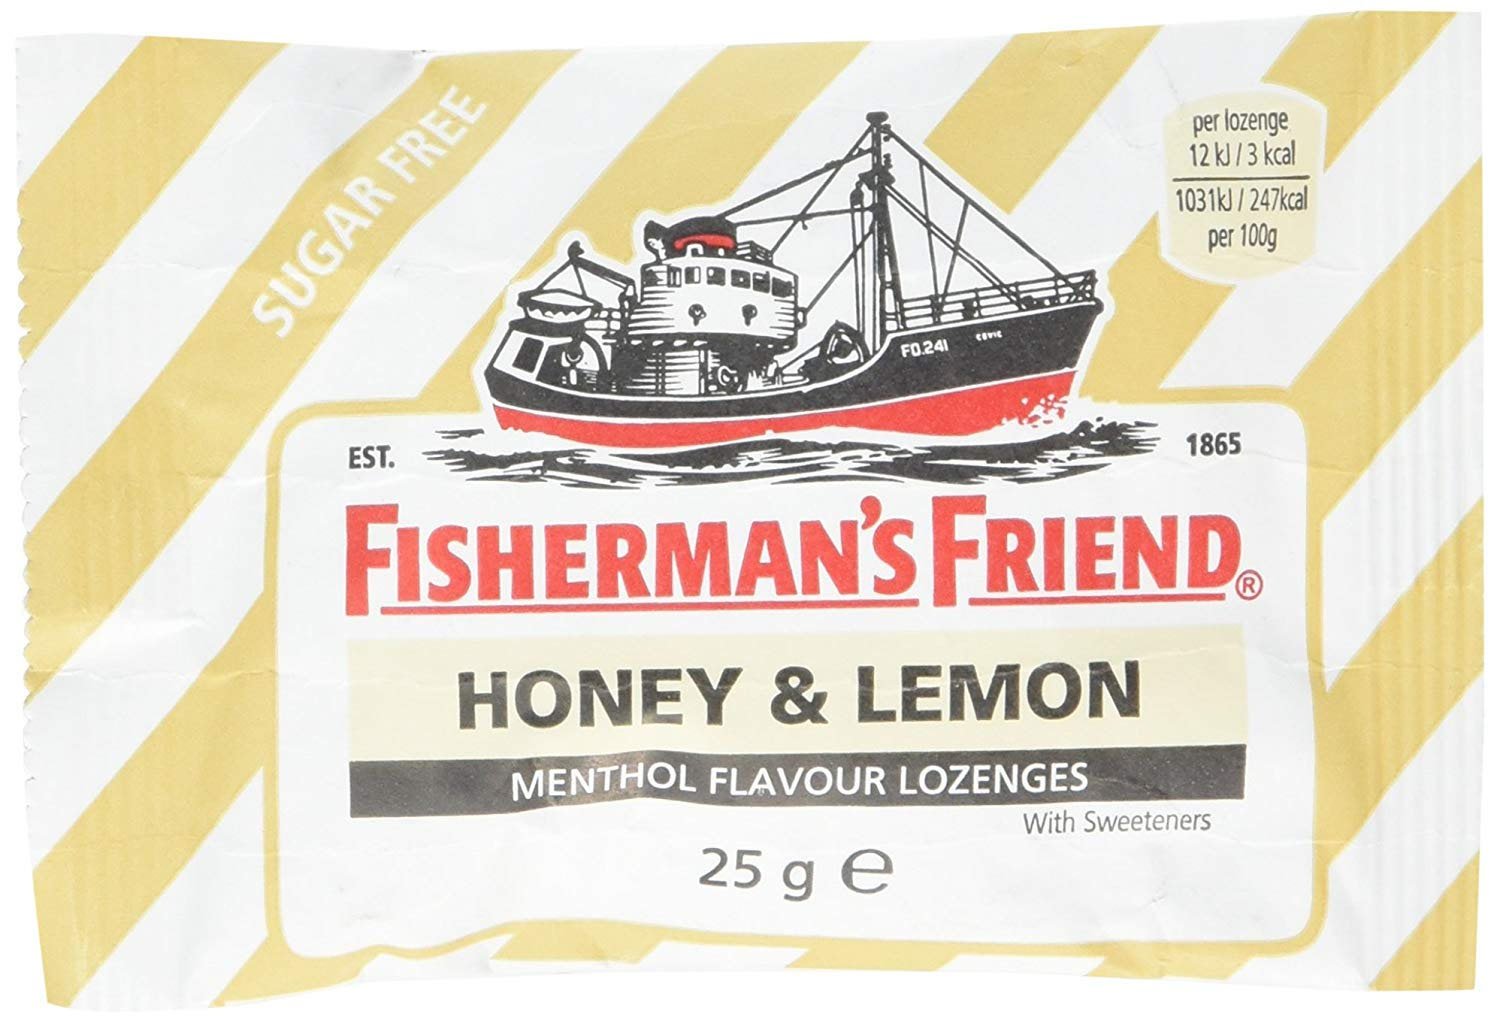 SUGAR FREE
per lozenge
12 kJ / 3 kcal
1031kJ / 247kcal
per 100g
FD.241
CEVIC
EST.
1865
FISHERMAN'S FRIEND®
HONEY & LEMON
MENTHOL FLAVOUR LOZENGES
With Sweeteners
25 g ℮